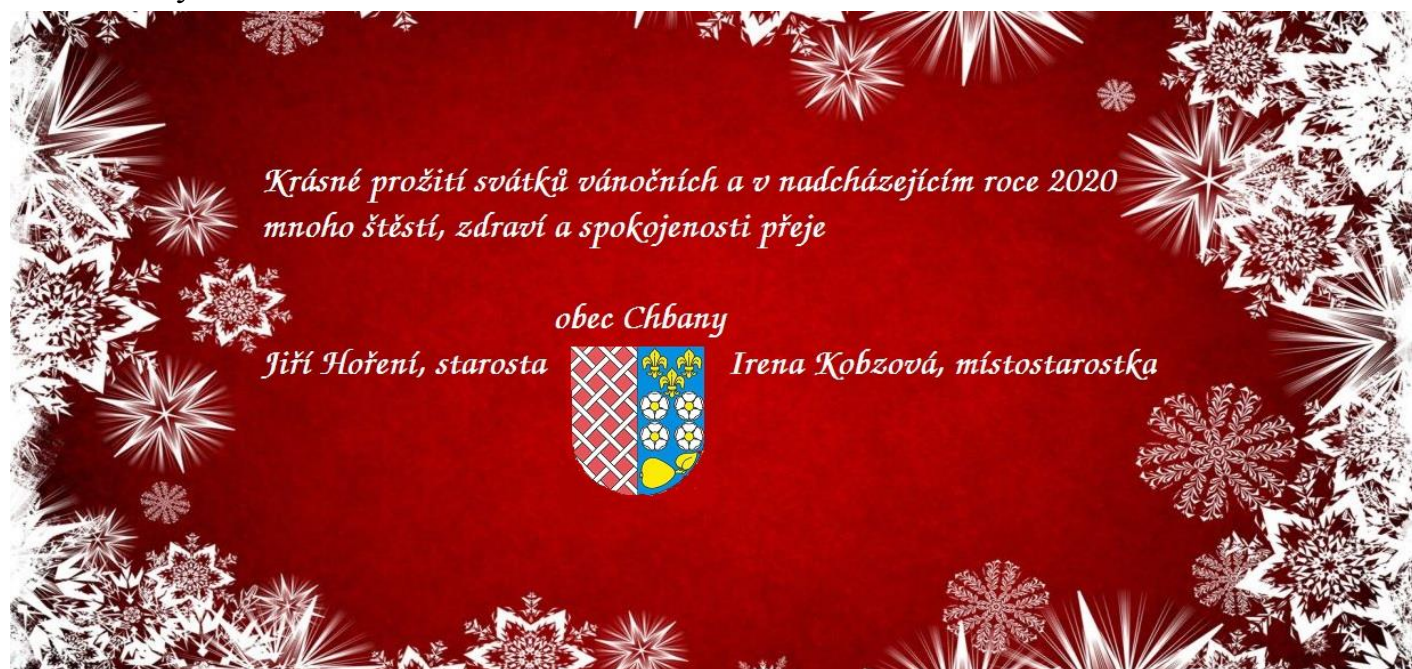 Krásné prožití svátků vánočních a v nadcházejícím roce 2020
mnoho štěstí, zdraví a spokojenosti přeje
obec Chbany
Jiří Hoření, starosta Irena Kobzová, místostarostka